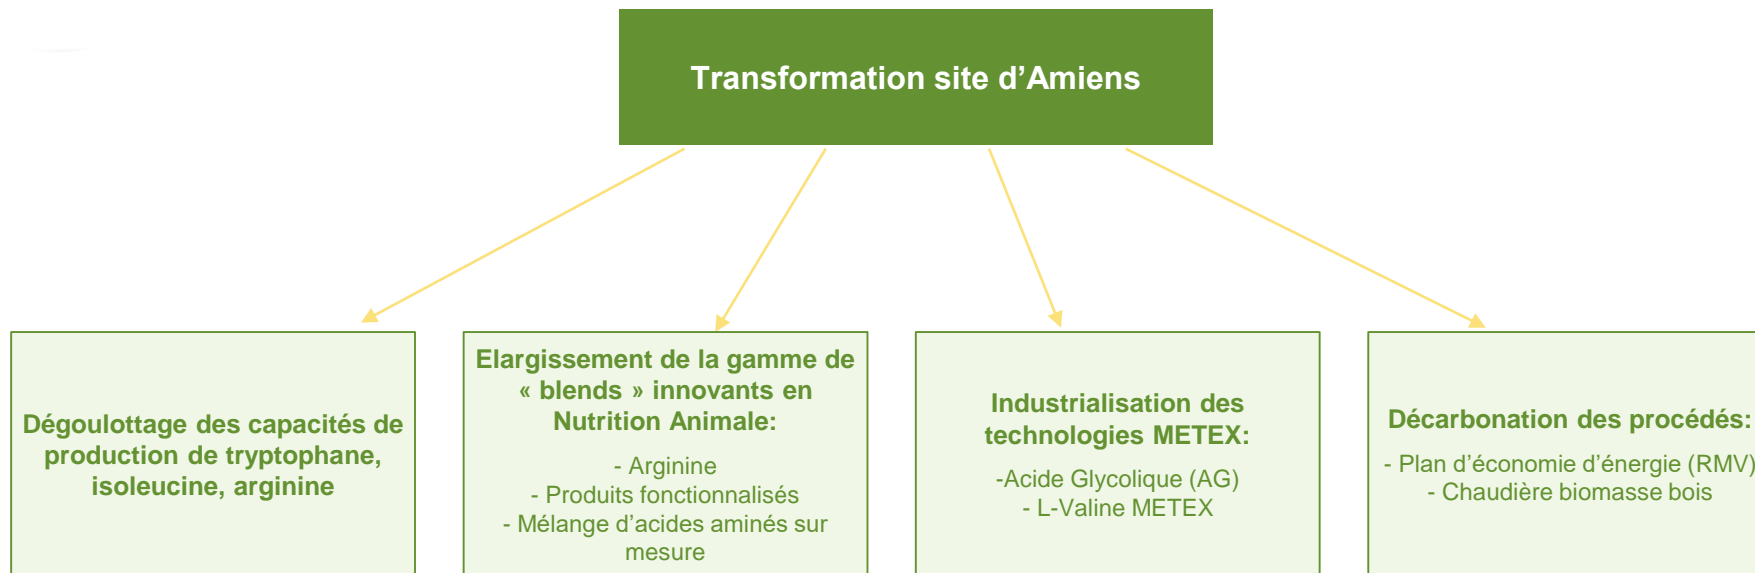 Transformation site d'Amiens
Dégoulottage des capacités de
production de tryptophane,
isoleucine, arginine
Elargissement de la gamme de
« blends » innovants en
Nutrition Animale:
- Arginine
- Produits fonctionnalisés
- Mélange d'acides aminés sur
mesure
Industrialisation des
technologies METEX:
-Acide Glycolique (AG)
- L-Valine METEX
Décarbonation des procédés:
- Plan d'économie d'énergie (RMV)
- Chaudière biomasse bois